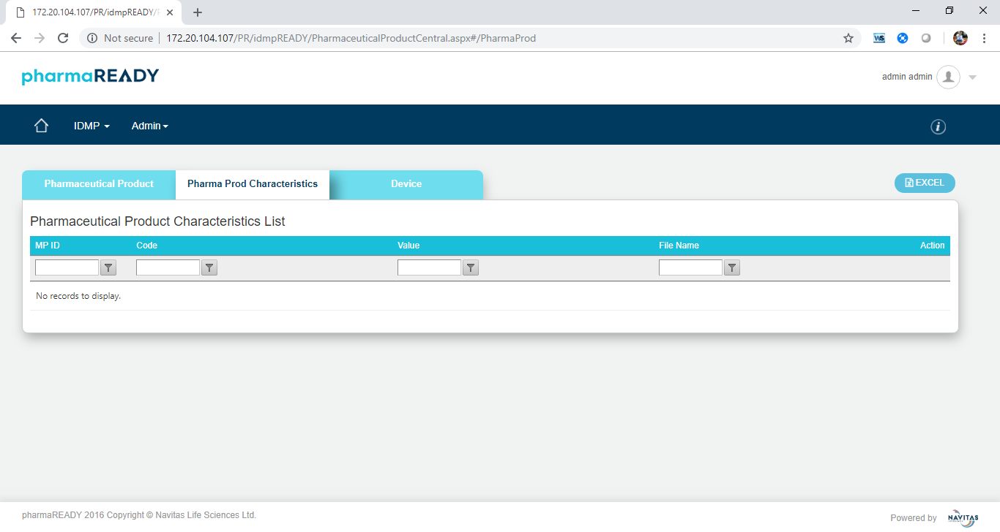 172.20.104.107/PR/idmpREADY/
Not secure
172.20.104.107/PR/idmpREADY/PharmaceuticalProductCentral.aspx#/PharmaProd
WS
pharmaREADY
admin admin
IDMP
Admin
i
Pharmaceutical Product
Pharma Prod Characteristics
Device
EXCEL
Pharmaceutical Product Characteristics List
MP ID Code Value File Name Action
No records to display.
pharmaREADY 2016 Copyright © Navitas Life Sciences Ltd.
Powered by
NAVITAS